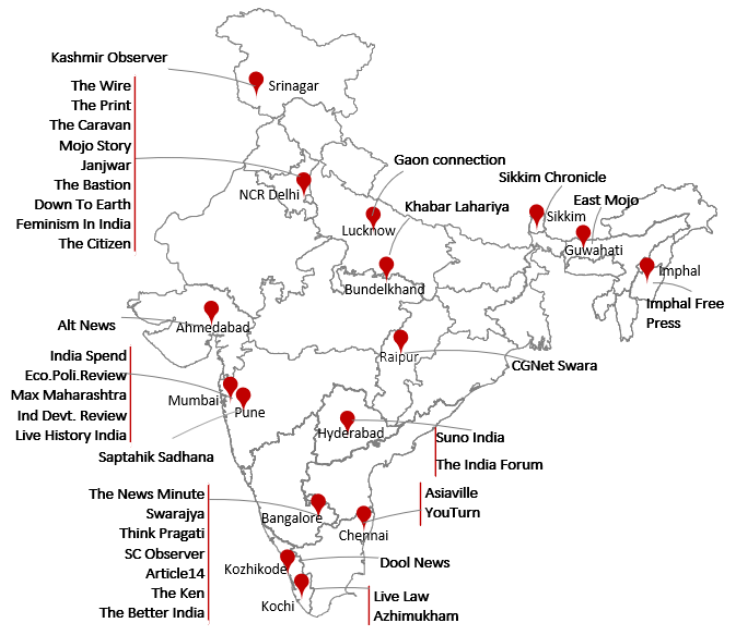 Kashmir Observer
Srinagar
The Wire
The Print
The Caravan
Mojo Story
Janjwar
The Bastion
Down To Earth
Feminism In India
The Citizen
NCR Delhi
Gaon connection
Lucknow
Khabar Lahariya
Bundelkhand
Sikkim Chronicle
Sikkim
East Mojo
Guwahati
Imphal
Imphal Free
Press
Alt News
Ahmedabad
Raipur
CGNet Swara
India Spend
Eco.Poli.Review
Max Maharashtra
Ind Devt. Review
Live History India
Mumbai
Pune
Saptahik Sadhana
Hyderabad
Suno India
The India Forum
The News Minute
Swarajya
Think Pragati
SC Observer
Article14
The Ken
The Better India
Bangalore
Asiaville
YouTurn
Chennai
Kozhikode
Dool News
Kochi
Live Law
Azhimukham